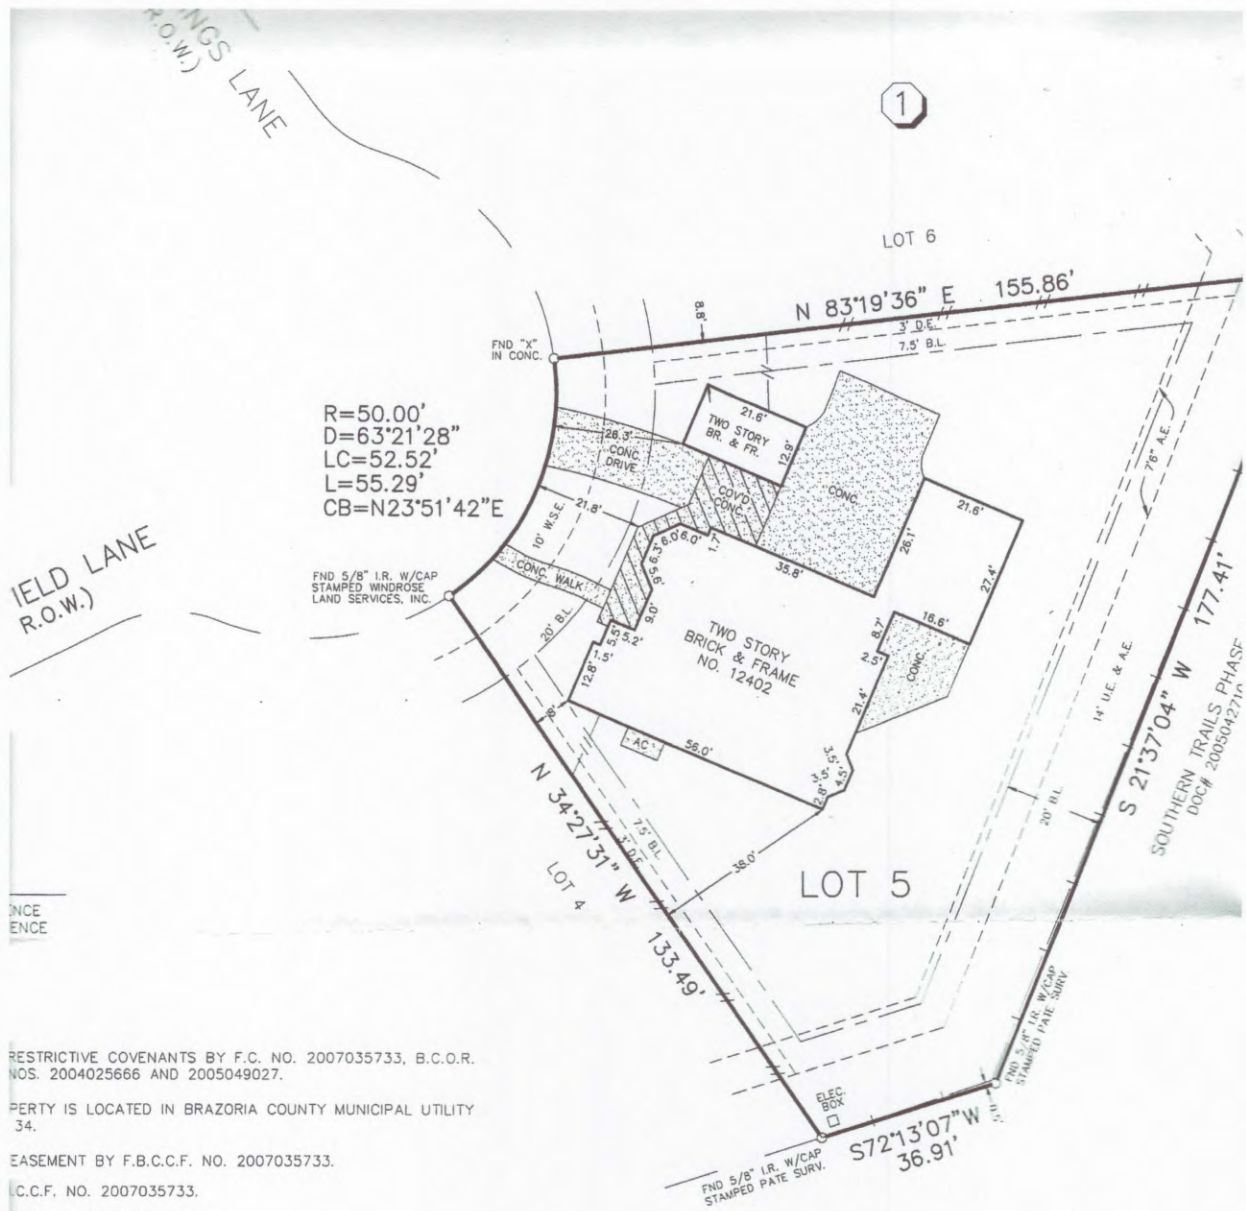 NGS LANE
R.O.W.)
1
LOT 6
N 83°19'36" E 155.86'
3' D.E.
7.5' B.L.
8.8'
FND "X"
IN CONC.
R=50.00'
D=63°21'28"
LC=52.52'
L=55.29'
CB=N23°51'42"E
26.3'
CONC.
DRIVE
21.6'
TWO STORY
BR. & FR.
12.9'
COV'D
CONC.
CONC.
7'6" A.E.
21.8'
10' W.S.E.
CONC. WALK
20' B.L.
IELD LANE
R.O.W.)
FND 5/8" I.R. W/CAP
STAMPED WINDROSE
LAND SERVICES, INC.
6.0'
6.0'
1.7'
6.3'
5.6'
9.0'
5.2'
5.5'
1.5'
12.8'
35.8'
26.1'
21.6'
27.4'
16.6'
8.7'
2.5'
CONC.
21.4'
TWO STORY
BRICK & FRAME
NO. 12402
8'
AC
56.0'
3.5'
3.5'
4.5'
2.8'
38.0'
14' U.E. & A.E.
20' B.L.
S 21°37'04" W 177.41'
SOUTHERN TRAILS PHASE
DOC# 2005042710
N 34°27'31" W 133.49'
3' D.E.
7.5' B.L.
LOT 4
LOT 5
ENCE
ENCE
FND 5/8" I.R. W/CAP
STAMPED PATE SURV
ELEC.
BOX
S72°13'07"W
36.91'
FND 5/8" I.R. W/CAP
STAMPED PATE SURV.
RESTRICTIVE COVENANTS BY F.C. NO. 2007035733, B.C.O.R.
NOS. 2004025666 AND 2005049027.
PERTY IS LOCATED IN BRAZORIA COUNTY MUNICIPAL UTILITY
34.
EASEMENT BY F.B.C.C.F. NO. 2007035733.
.C.C.F. NO. 2007035733.